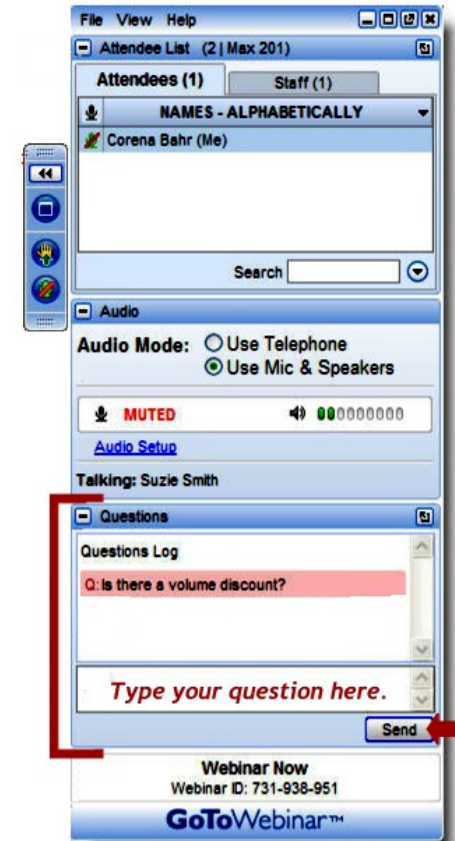 File View Help
Attendee List (2 | Max 201)
Attendees (1) Staff (1)
NAMES - ALPHABETICALLY
Corena Bahr (Me)
Search
Audio
Audio Mode: Use Telephone
Use Mic & Speakers
MUTED
Audio Setup
Talking: Suzie Smith
Questions
Questions Log
Q: Is there a volume discount?
Type your question here.
Send
Webinar Now
Webinar ID: 731-938-951
GoToWebinar™